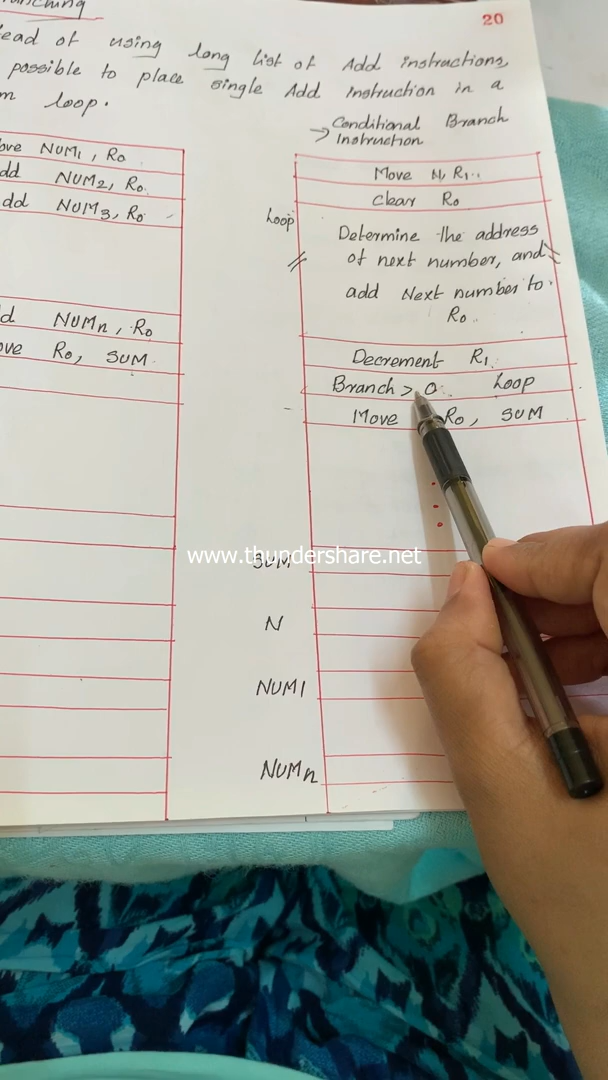 20
ead of using long list of Add instructions,
possible to place single Add Instruction in a
m loop.
→ Conditional Branch
Instruction
ove NUM1, R0
dd NUM2, R0
dd NUM3, R0
d NUMn, R0
ove R0, SUM
Move N, R1
Clear R0
Loop
Determine the address
of next number, and
add Next number to
R0
Decrement R1
Branch > 0 Loop
Move R0, SUM
www.thundershare.net
SUM
N
NUM1
NUMn